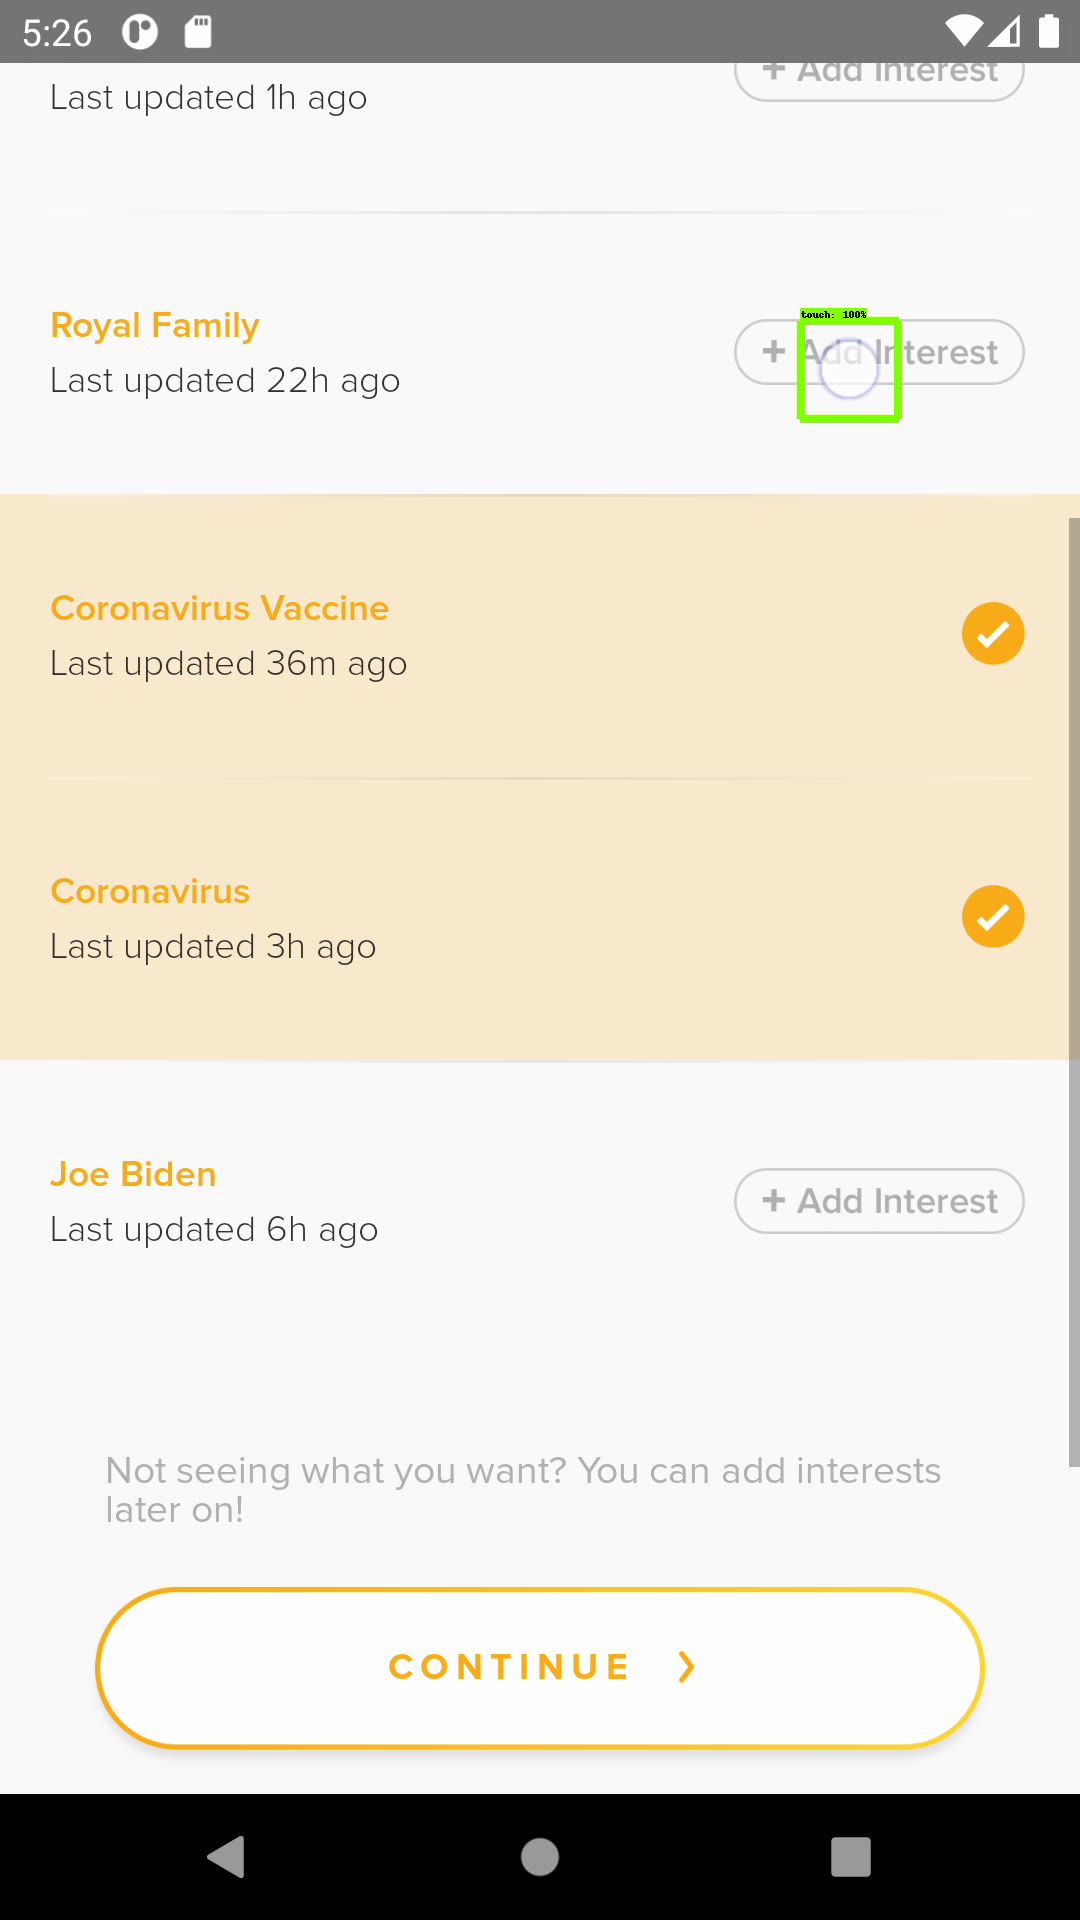 5:26
+ Add Interest
Last updated 1h ago
Royal Family
touch: 100%
+ Add Interest
Last updated 22h ago
Coronavirus Vaccine
Last updated 36m ago
Coronavirus
Last updated 3h ago
Joe Biden
+ Add Interest
Last updated 6h ago
Not seeing what you want? You can add interests
later on!
CONTINUE